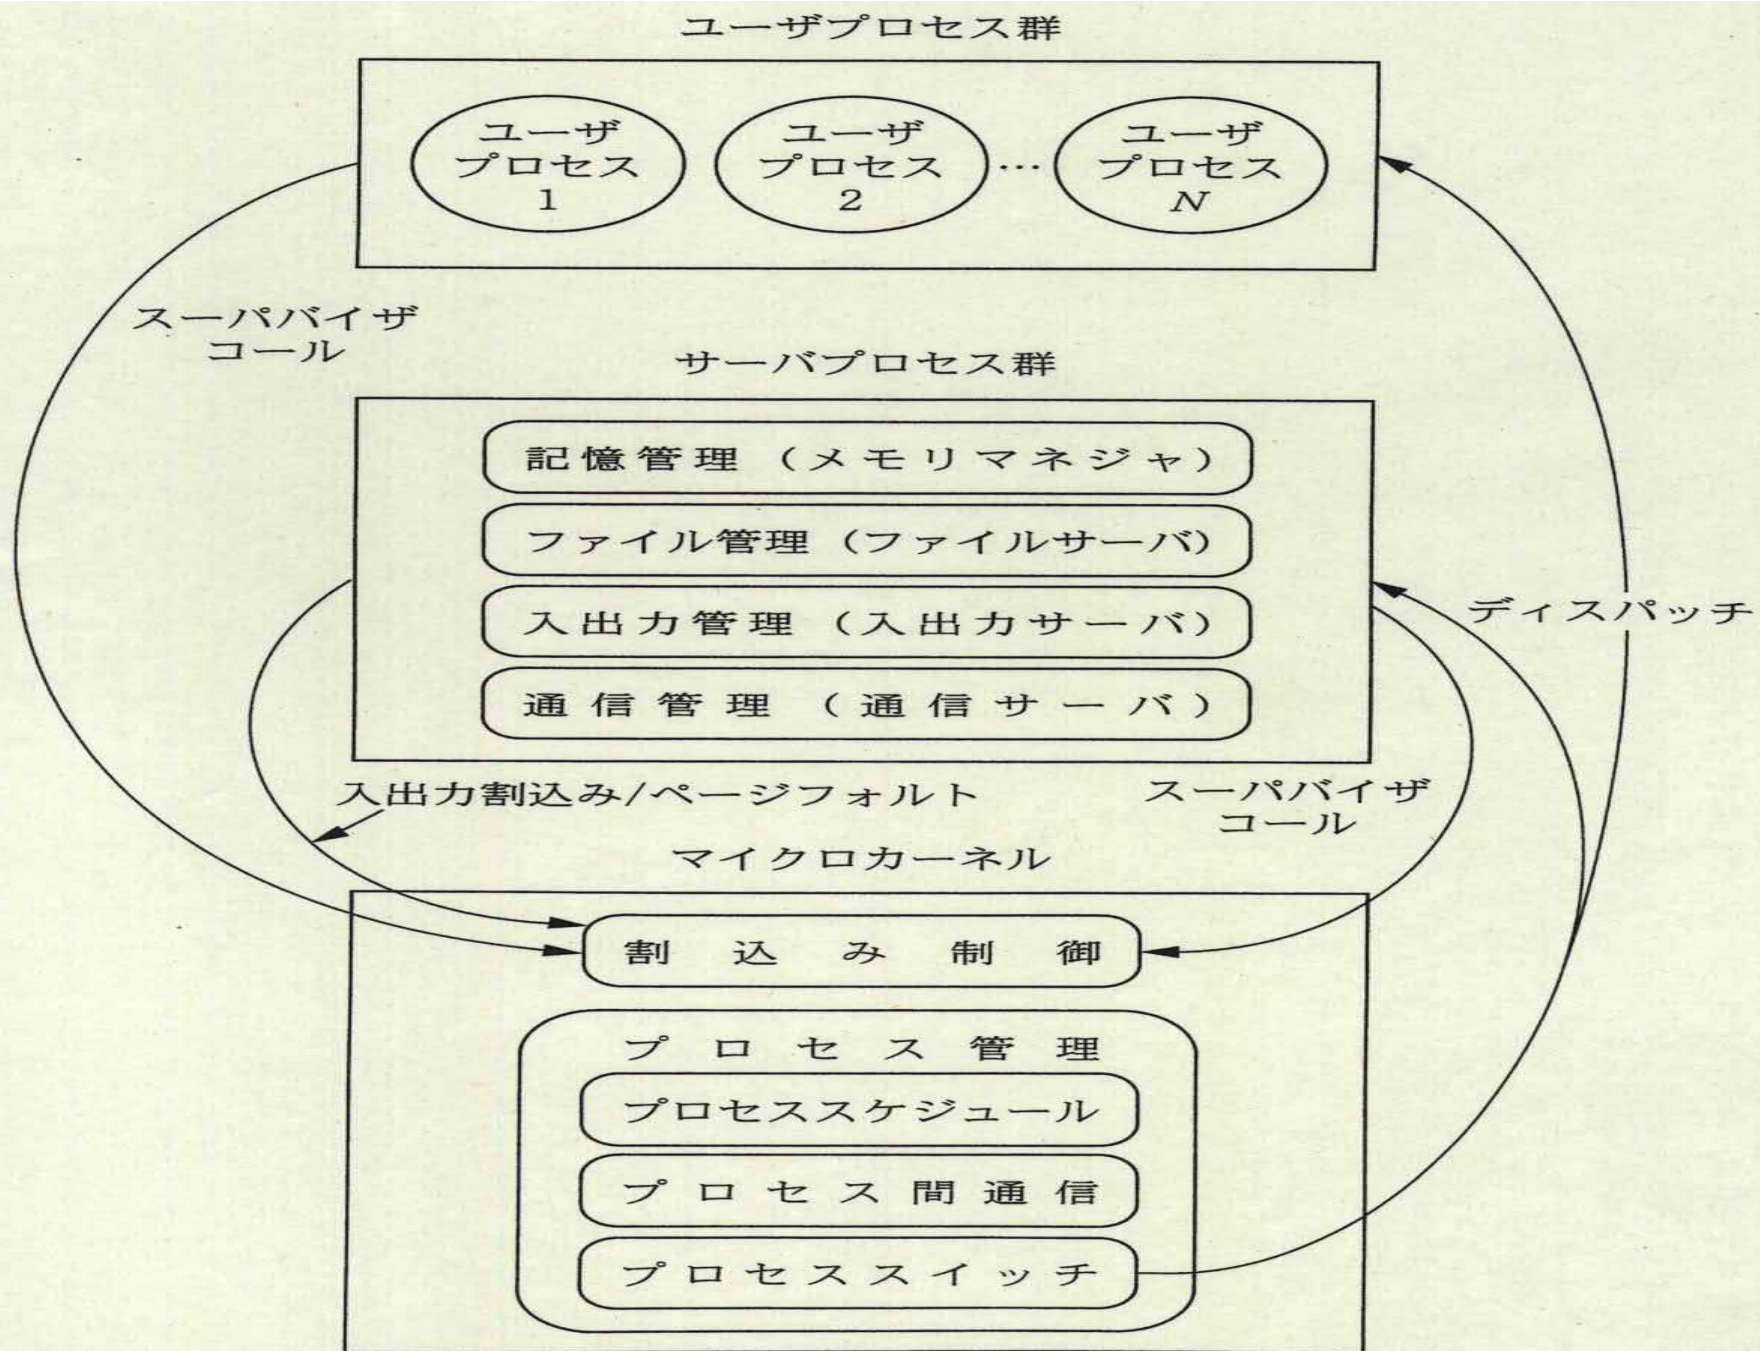 ユーザプロセス群
ユーザ
プロセス
1
ユーザ
プロセス
2
…
ユーザ
プロセス
N
スーパバイザ
コール
サーバプロセス群
記憶管理（メモリマネジャ）
ファイル管理（ファイルサーバ）
入出力管理（入出力サーバ）
通信管理（通信サーバ）
ディスパッチ
入出力割込み/ページフォルト
スーパバイザ
コール
マイクロカーネル
割込み制御
プロセス管理
プロセススケジュール
プロセス間通信
プロセススイッチ